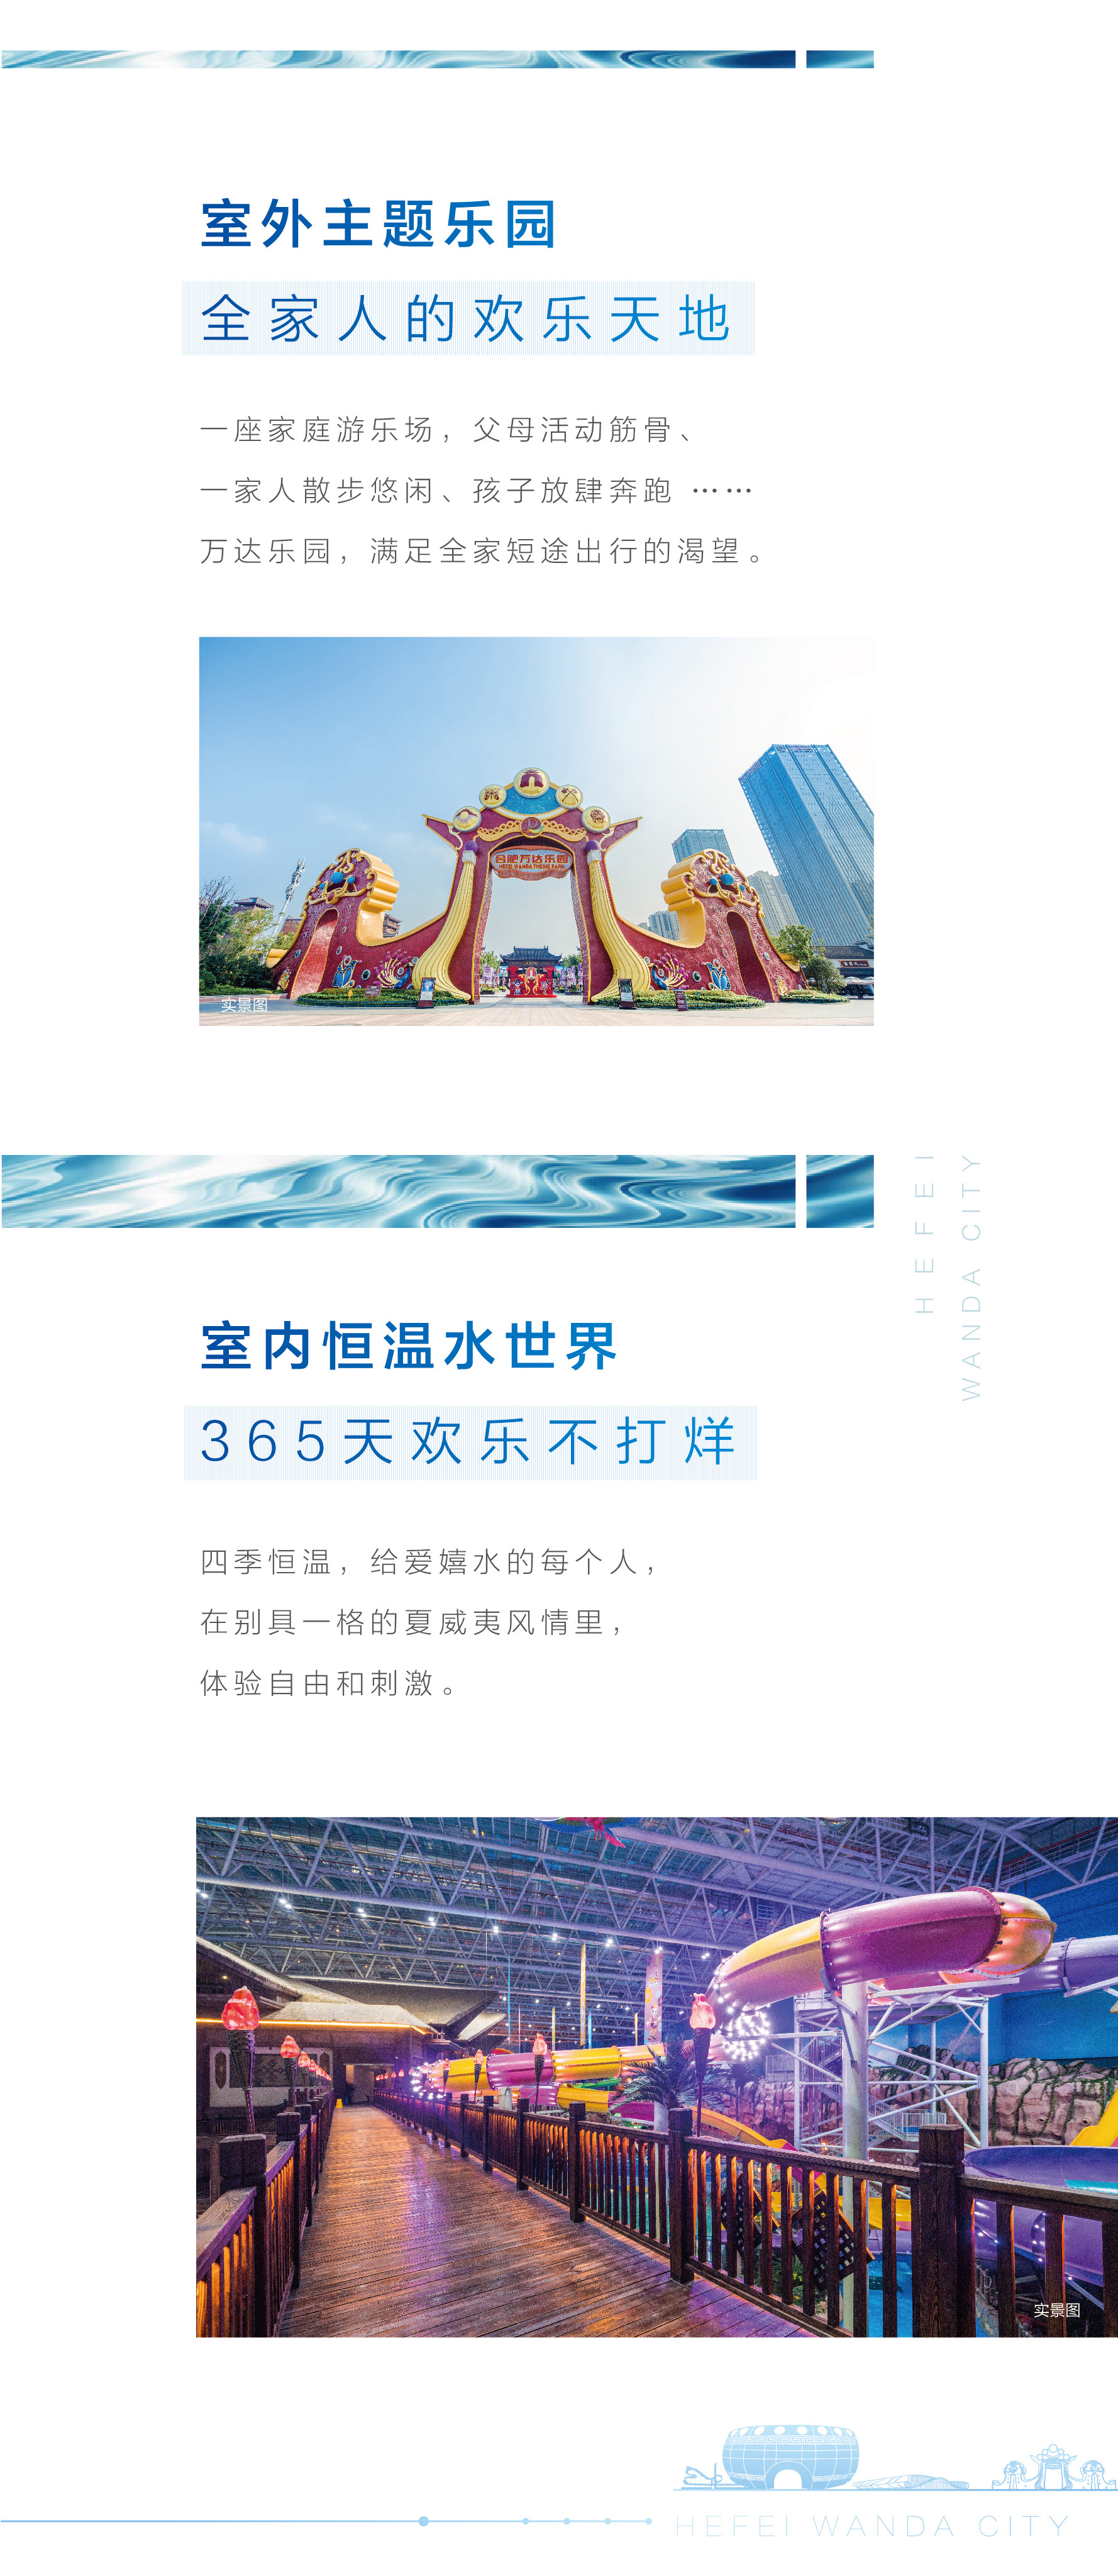 室外主题乐园
全家人的欢乐天地
一座家庭游乐场，父母活动筋骨、
一家人散步悠闲、孩子放肆奔跑 ……
万达乐园，满足全家短途出行的渴望。
合肥万达乐园
HEFEI WANDA THEME PARK
实景图
HEFEI
WANDA CITY
室内恒温水世界
365天欢乐不打烊
四季恒温，给爱嬉水的每个人，
在别具一格的夏威夷风情里，
体验自由和刺激。
实景图
HEFEI WANDA CITY